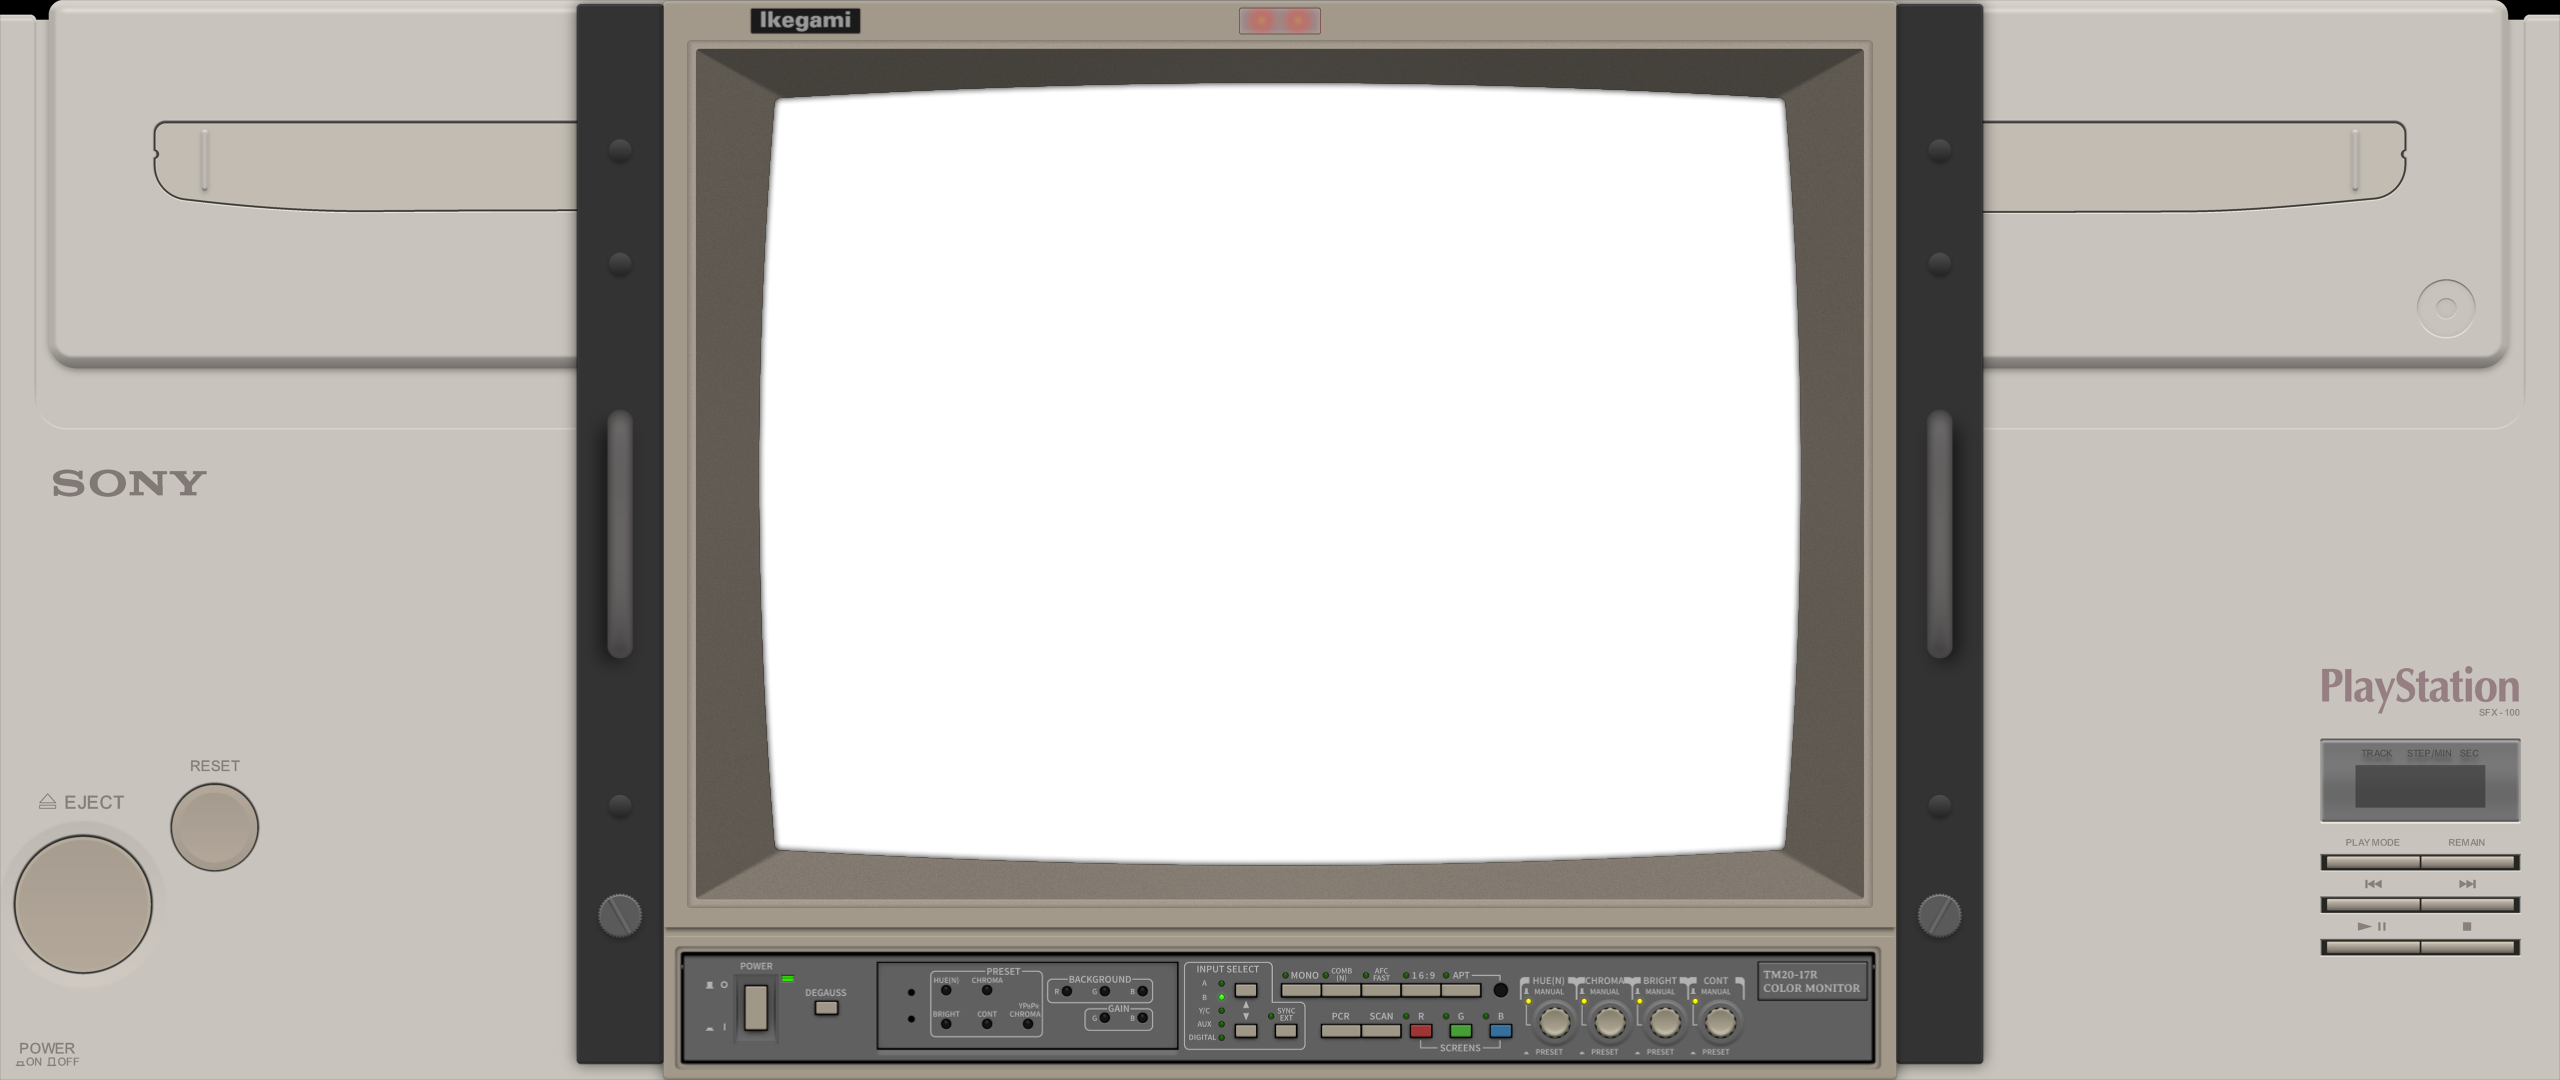 Ikegami
SONY
PlayStation
SFX-100
TRACK STEP/MIN SEC
RESET
EJECT
PLAY MODE REMAIN
POWER
ON OFF
POWER
DEGAUSS
PRESET
HUE(N) CHROMA
BRIGHT CONT YPBPR CHROMA
BACKGROUND
R G B
GAIN
G B
INPUT SELECT
A
B
Y/C
AUX
DIGITAL
SYNC
EXT
MONO COMB (N) AFC FAST 16:9 APT
PCR SCAN R G B
SCREENS
HUE(N) CHROMA BRIGHT CONT
MANUAL MANUAL MANUAL MANUAL
PRESET PRESET PRESET PRESET
TM20-17R
COLOR MONITOR